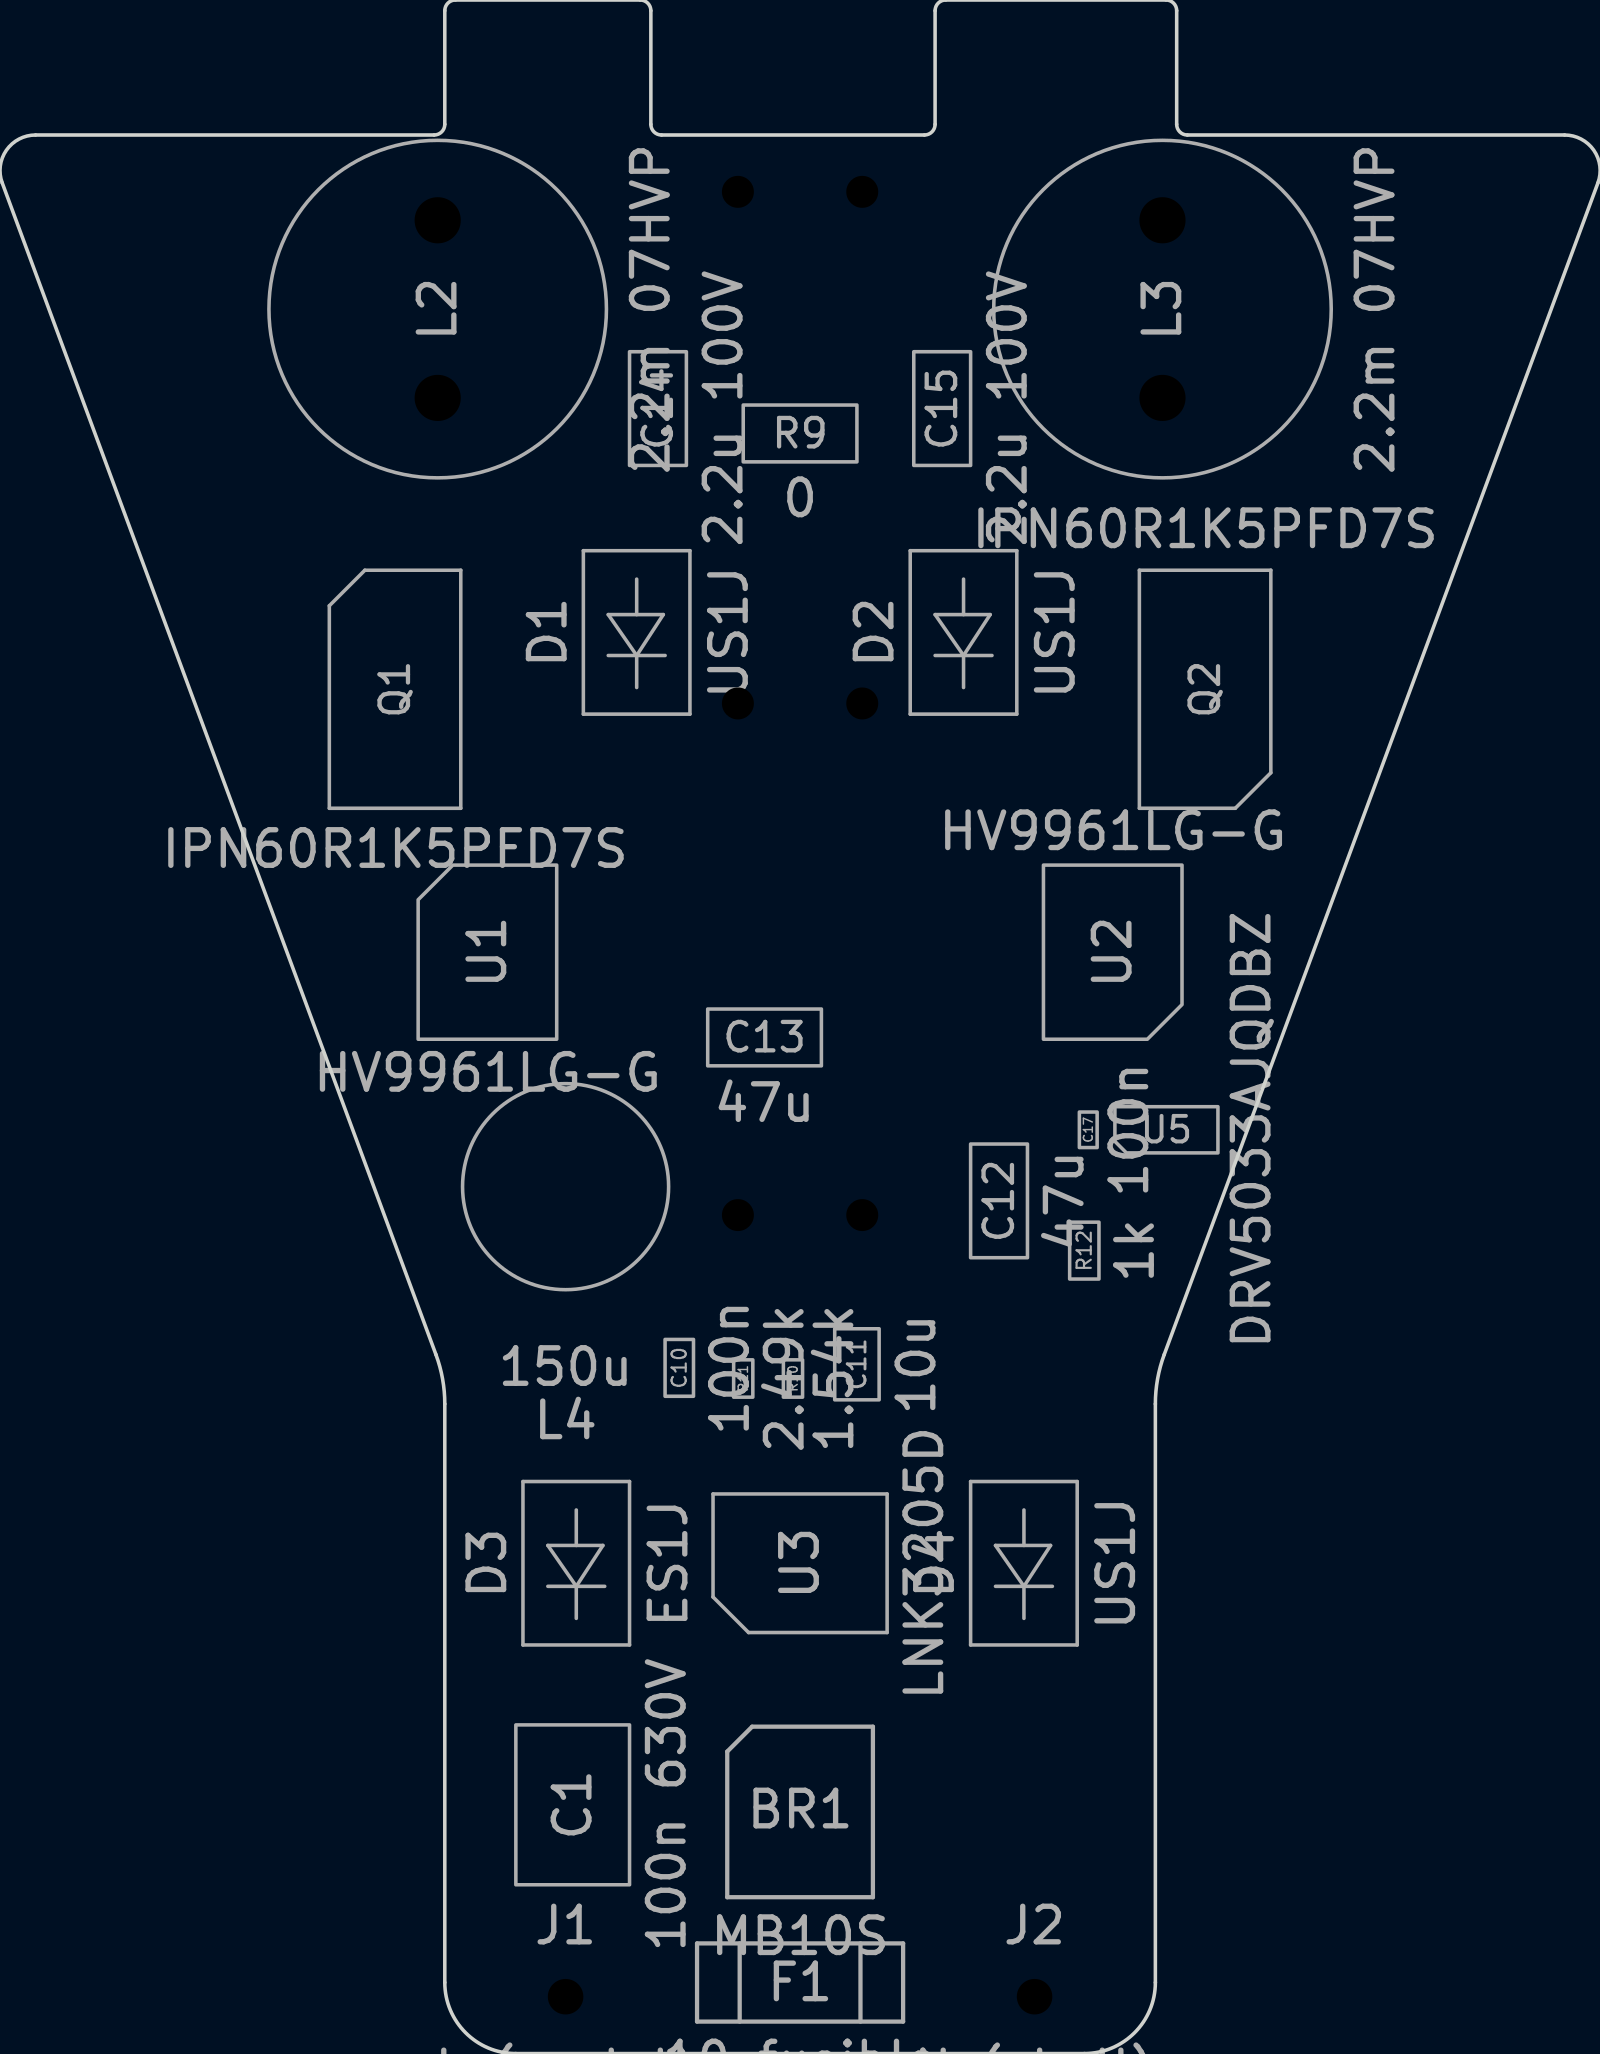 L2
2.2m 07HVP
L3
2.2m 07HVP
C14
2.2u 100V
R9
0
C15
2.2u 100V
IPN60R1K5PFD7S
D1
US1J
D2
US1J
Q1
Q2
IPN60R1K5PFD7S
HV9961LG-G
U1
U2
HV9961LG-G
C13
47u
C17
100n
U5
DRV5033AJQDBZ
C12
47u
R12
1k
150u
L4
C10
100n
2.49k
1.54k
C11
10u
D3
ES1J
U3
LNK3205D
D4
US1J
C1
100n 630V
BR1
MB10S
J1
J2
F1